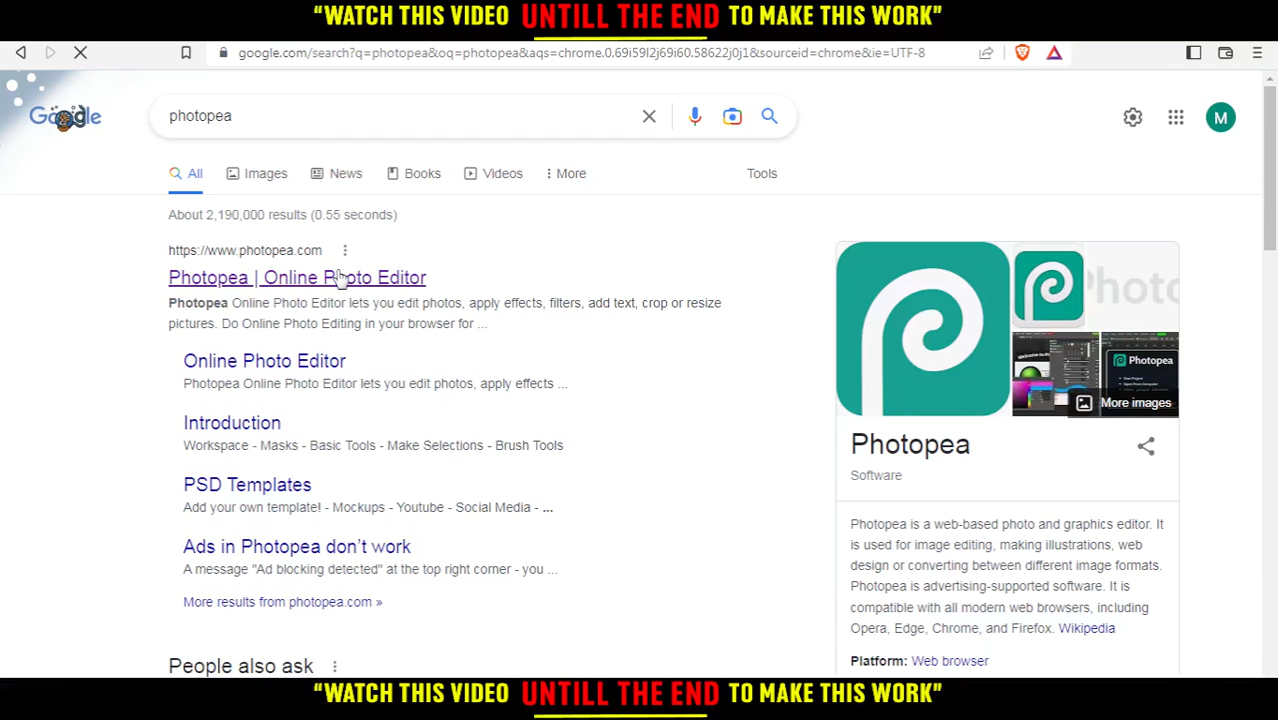 “WATCH THIS VIDEO UNTILL THE END TO MAKE THIS WORK”
google.com/search?q=photopea&oq=photopea&aqs=chrome.0.69i59l2j69i60.58622j0j1&sourceid=chrome&ie=UTF-8
Google
photopea
M
All
Images
News
Books
Videos
More
Tools
About 2,190,000 results (0.55 seconds)
https://www.photopea.com
Photopea | Online Photo Editor
Photopea Online Photo Editor lets you edit photos, apply effects, filters, add text, crop or resize
pictures. Do Online Photo Editing in your browser for ...
Online Photo Editor
Photopea Online Photo Editor lets you edit photos, apply effects ...
Introduction
Workspace - Masks - Basic Tools - Make Selections - Brush Tools
PSD Templates
Add your own template! - Mockups - Youtube - Social Media - ...
Ads in Photopea don’t work
A message "Ad blocking detected" at the top right corner - you ...
More results from photopea.com »
People also ask
Photopea
More images
Photopea
Software
Photopea is a web-based photo and graphics editor. It
is used for image editing, making illustrations, web
design or converting between different image formats.
Photopea is advertising-supported software. It is
compatible with all modern web browsers, including
Opera, Edge, Chrome, and Firefox. Wikipedia
Platform: Web browser
“WATCH THIS VIDEO UNTILL THE END TO MAKE THIS WORK”